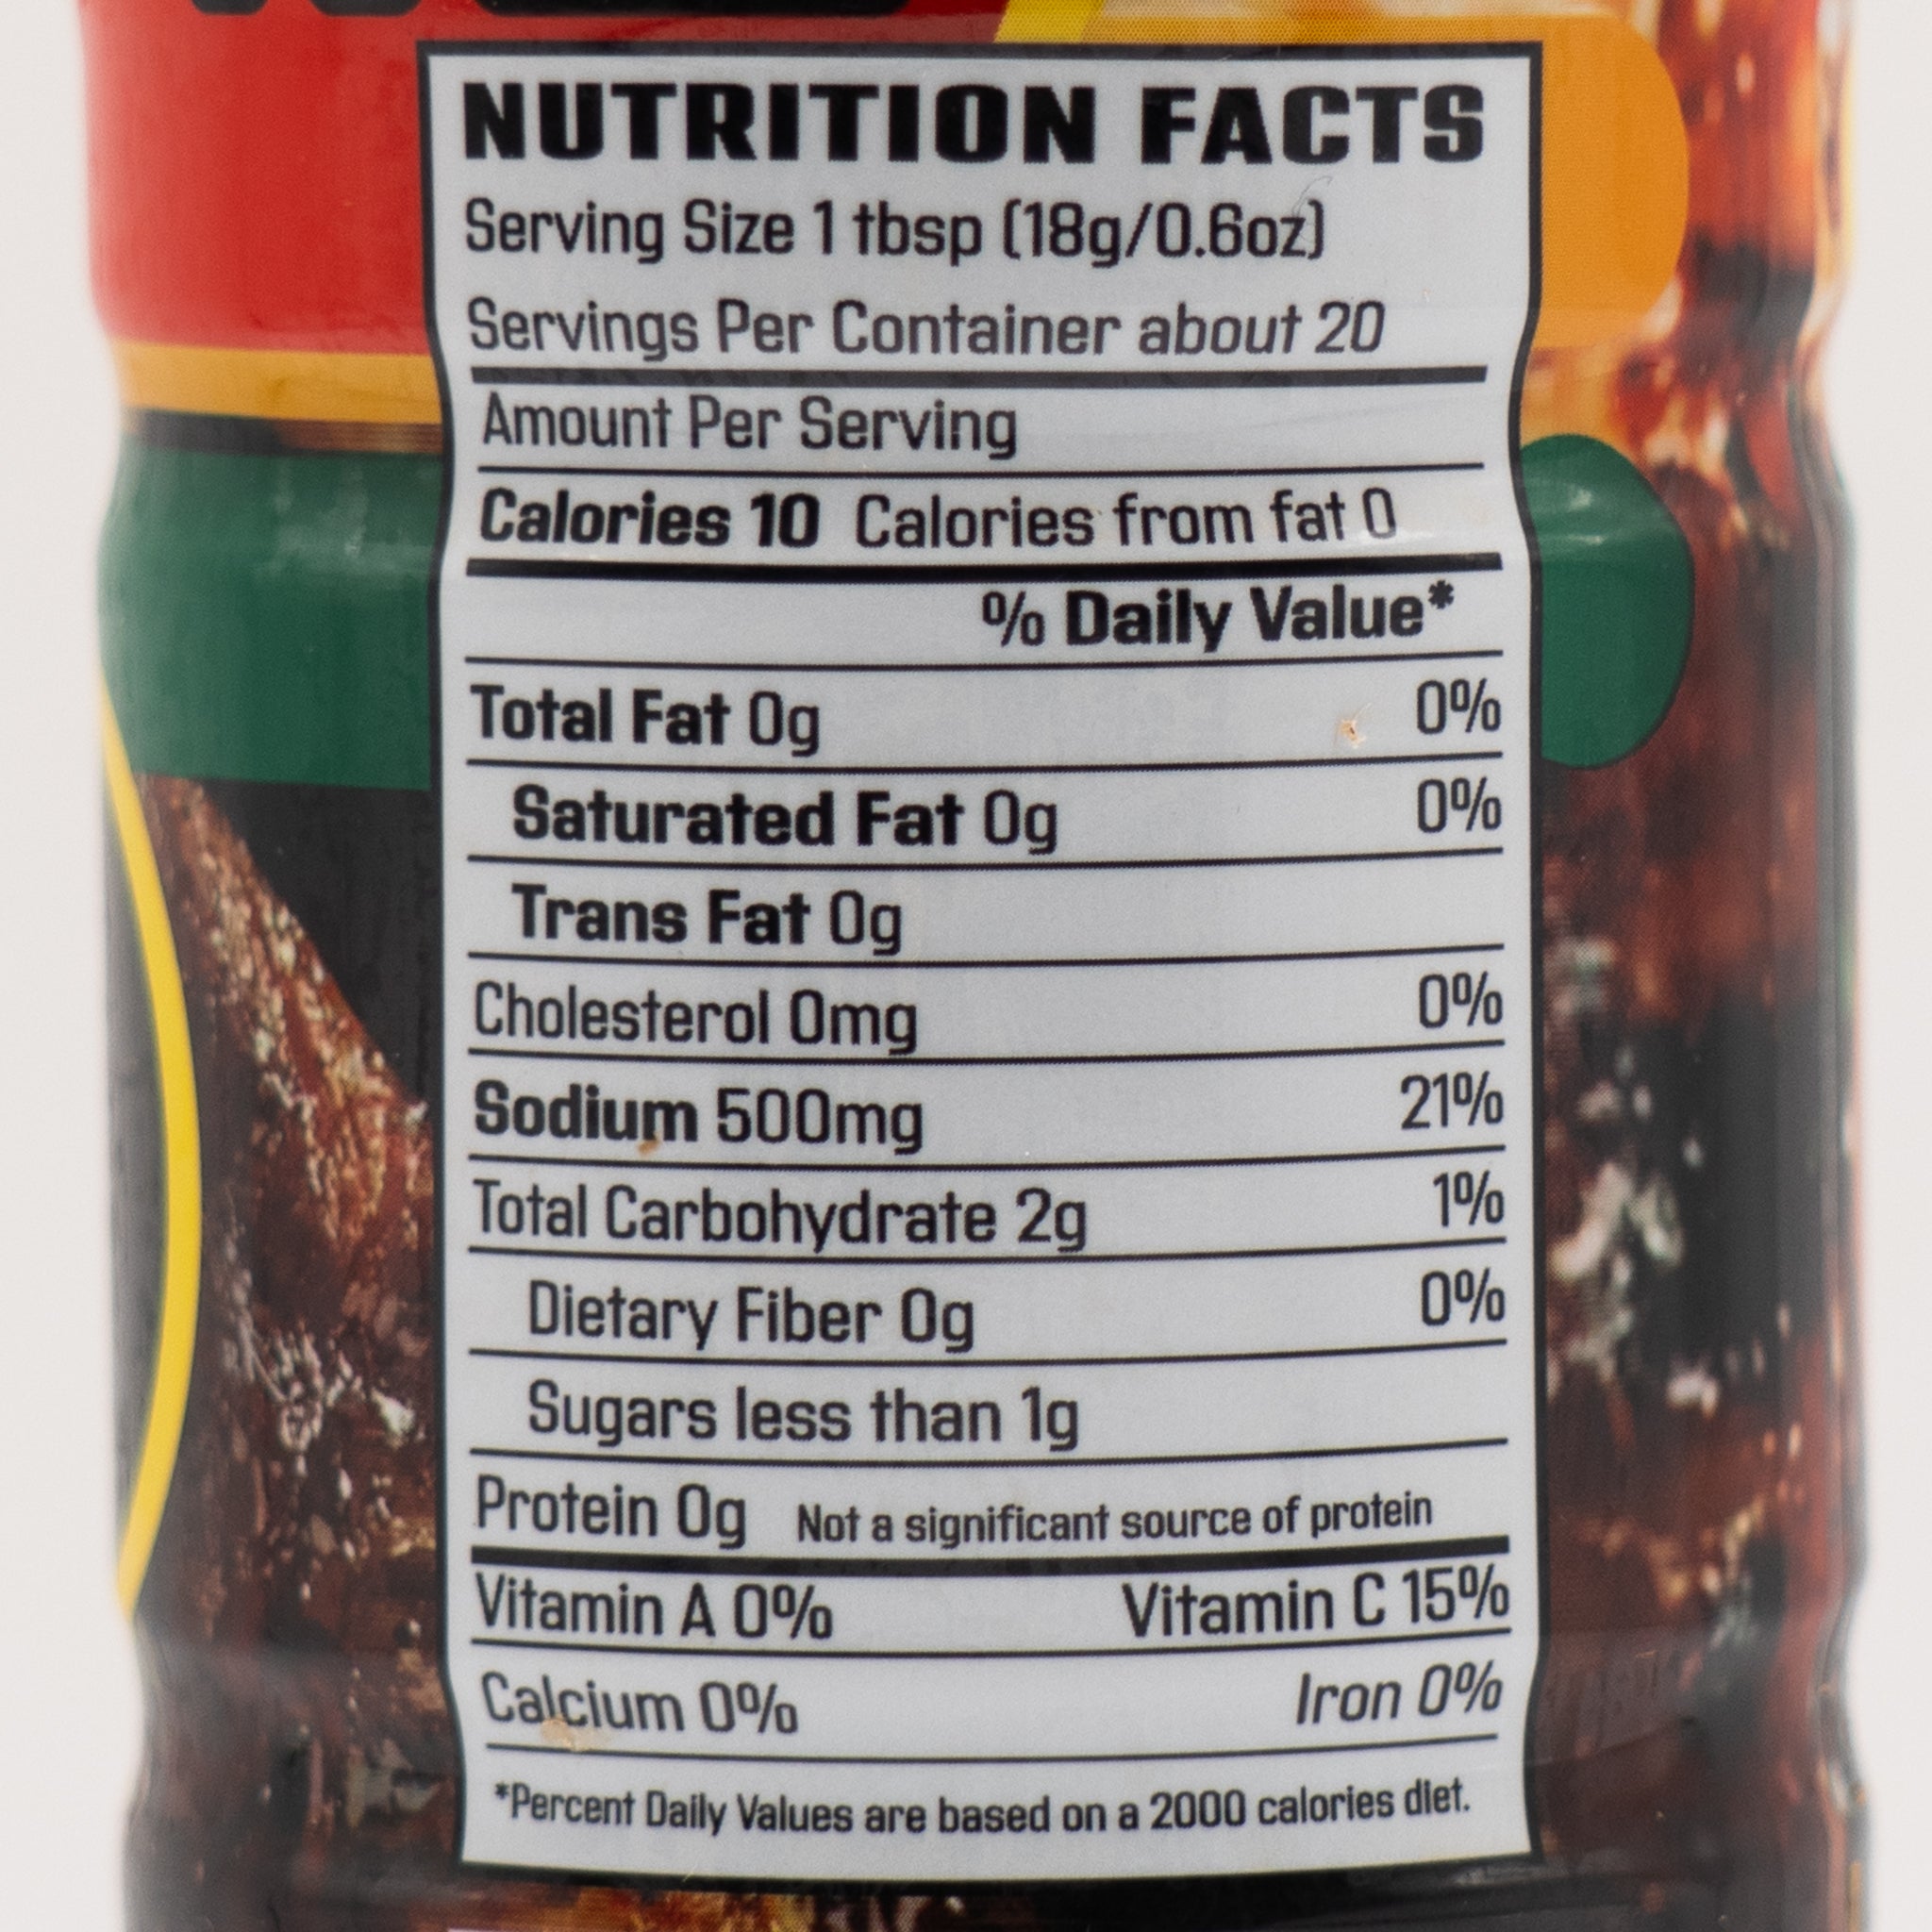 NUTRITION FACTS
Serving Size 1 tbsp (18g/0.6oz)
Servings Per Container about 20
Amount Per Serving
Calories 10 Calories from fat 0
% Daily Value*
Total Fat 0g 0%
Saturated Fat 0g 0%
Trans Fat 0g
Cholesterol 0mg 0%
Sodium 500mg 21%
Total Carbohydrate 2g 1%
Dietary Fiber 0g 0%
Sugars less than 1g
Protein 0g Not a significant source of protein
Vitamin A 0% Vitamin C 15%
Calcium 0% Iron 0%
*Percent Daily Values are based on a 2000 calories diet.